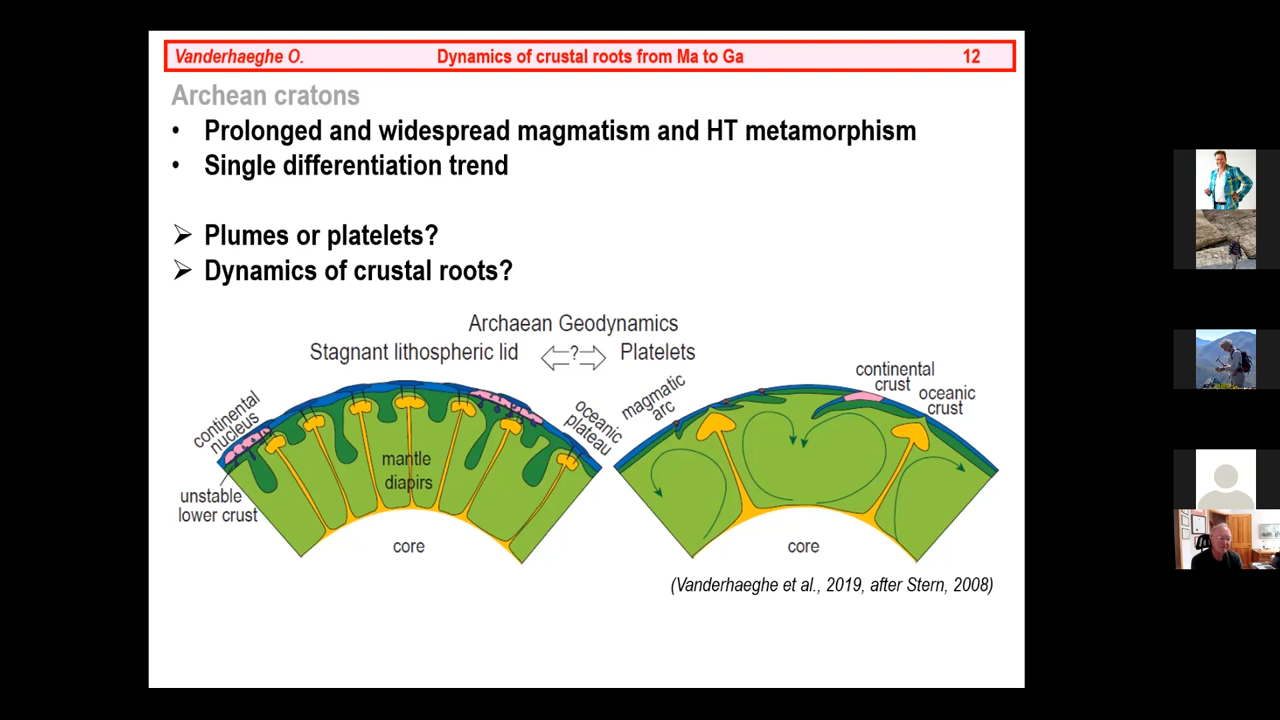 Vanderhaeghe O. Dynamics of crustal roots from Ma to Ga 12
Archean cratons
• Prolonged and widespread magmatism and HT metamorphism
• Single differentiation trend
➢ Plumes or platelets?
➢ Dynamics of crustal roots?
Archaean Geodynamics
Stagnant lithospheric lid ? Platelets
continental
nucleus
unstable
lower crust
mantle
diapirs
core
oceanic
plateau
magmatic
arc
continental
crust
oceanic
crust
core
(Vanderhaeghe et al., 2019, after Stern, 2008)